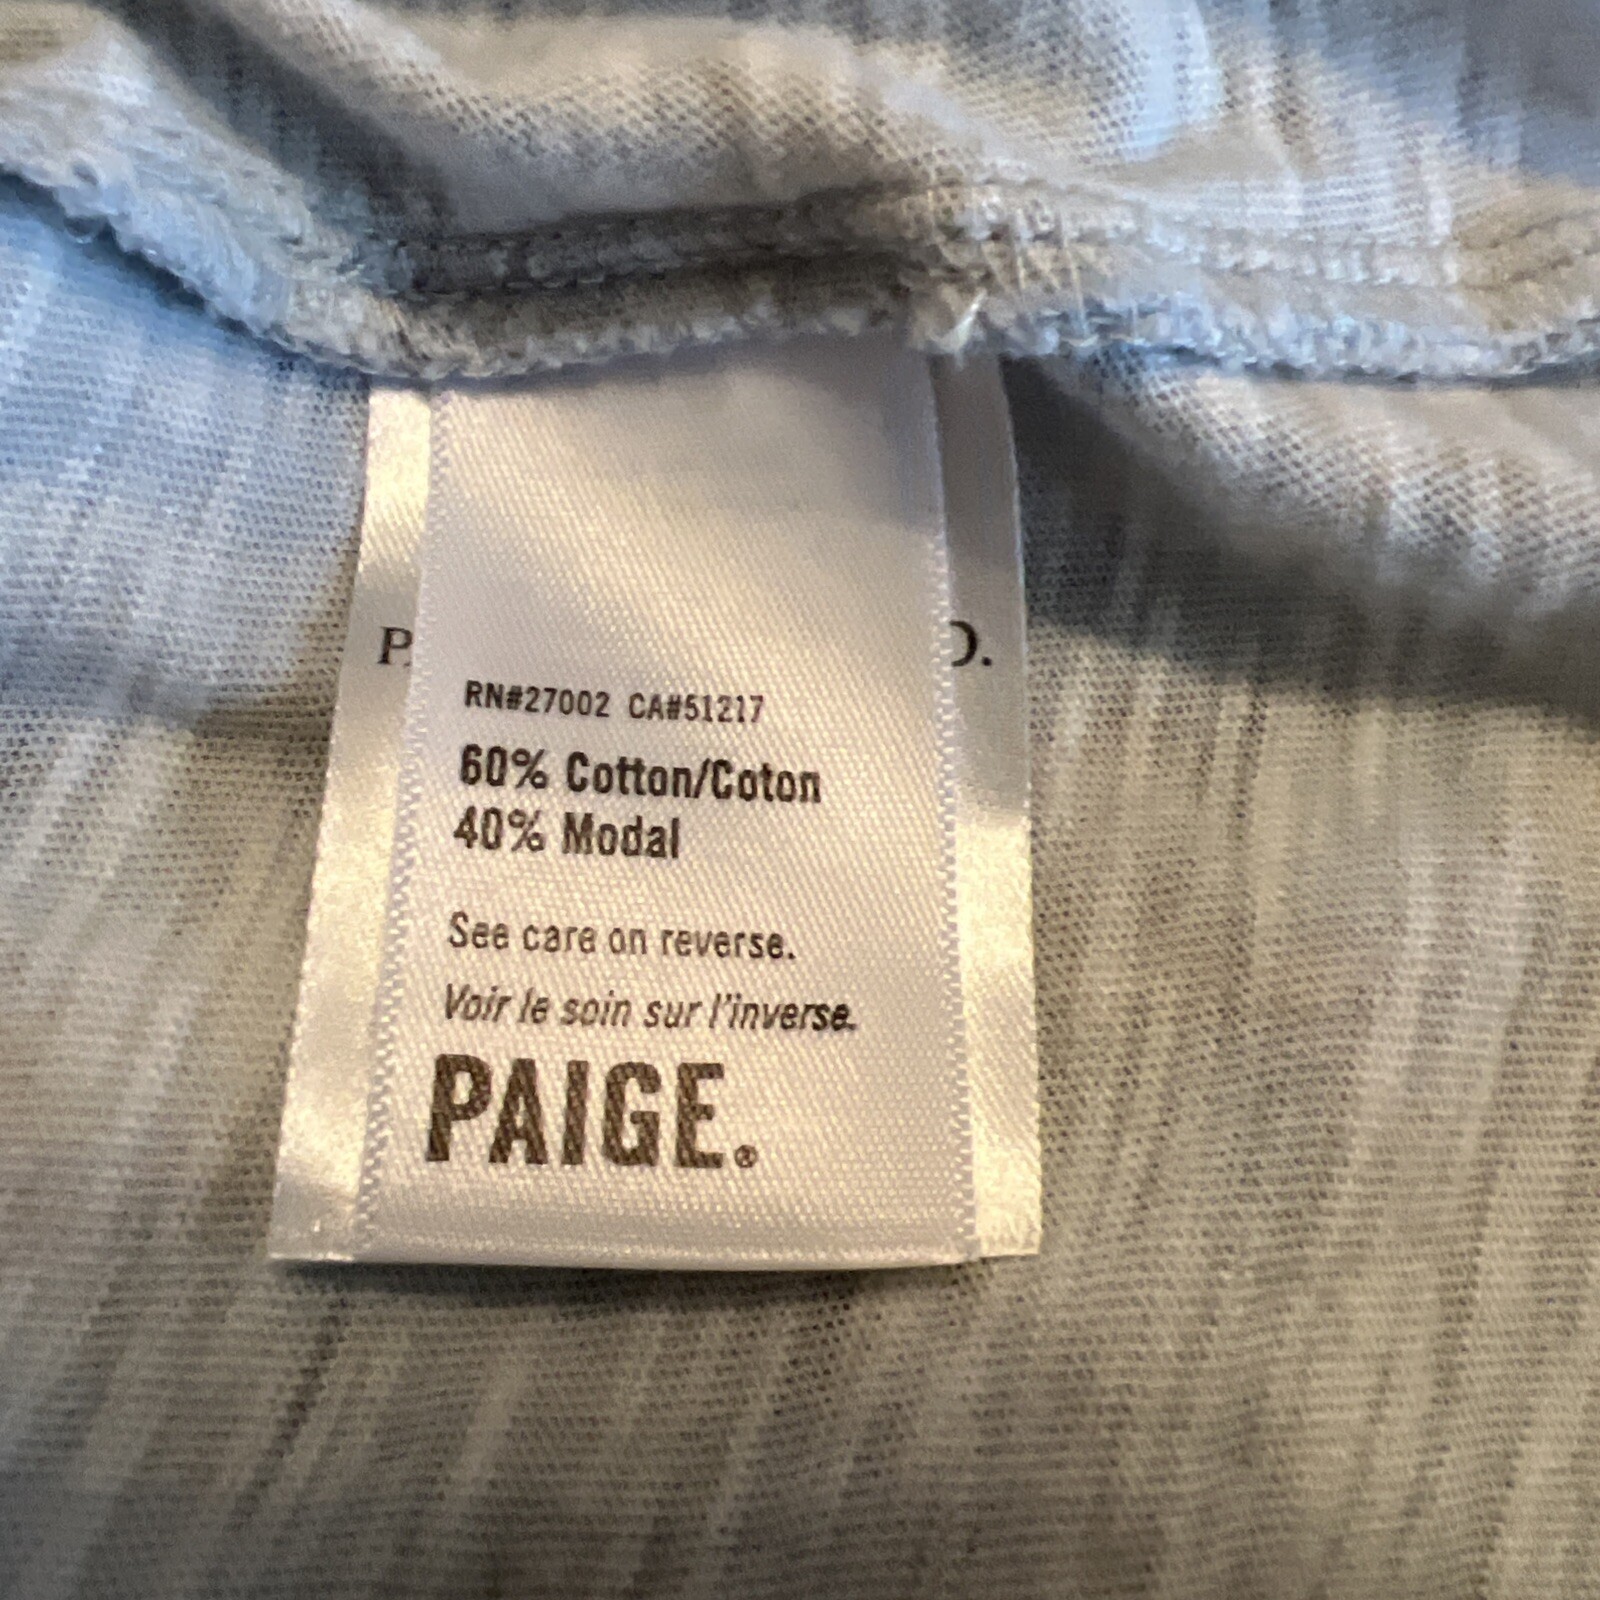 RN#27002 CA#51217
60% Cotton/Coton
40% Modal
See care on reverse.
Voir le soin sur l'inverse.
PAIGE.®